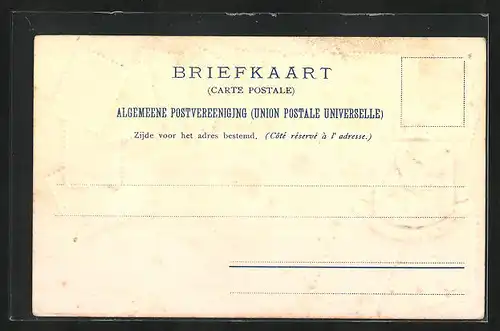 BRIEFKAART
(CARTE POSTALE)
ALGEMEENE POSTVEREENIGING (UNION POSTALE UNIVERSELLE)
Zijde voor het adres bestemd. (Côté réservé à l' adresse.)